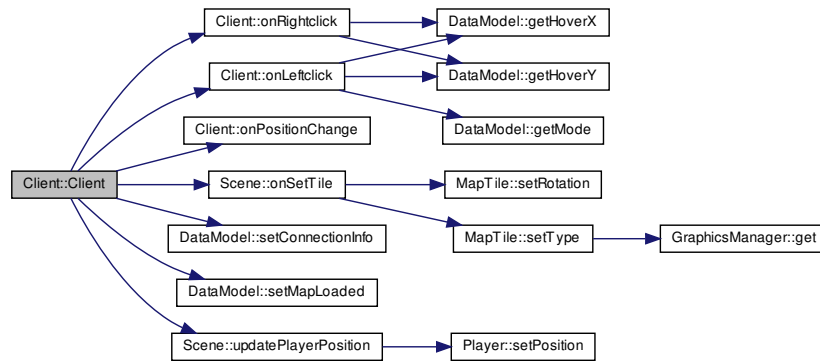 Client::onRightclick
DataModel::getHoverX
Client::onLeftclick
DataModel::getHoverY
Client::onPositionChange
DataModel::getMode
Client::Client
Scene::onSetTile
MapTile::setRotation
DataModel::setConnectionInfo
MapTile::setType
GraphicsManager::get
DataModel::setMapLoaded
Scene::updatePlayerPosition
Player::setPosition